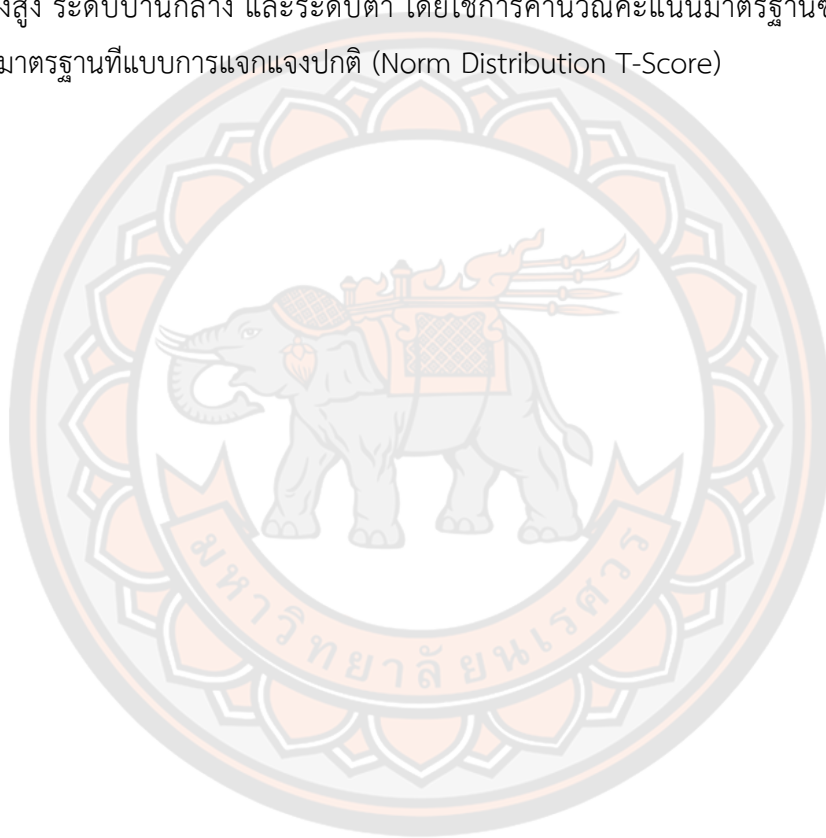 สูง ระดับปานกลาง และระดับต่ำ โดยใช้การคำนวณคะแนนมาตรฐาน
มาตรฐานทีแบบการแจกแจงปกติ (Norm Distribution T-Score)
มหาวิทยาลัยนเรศวร